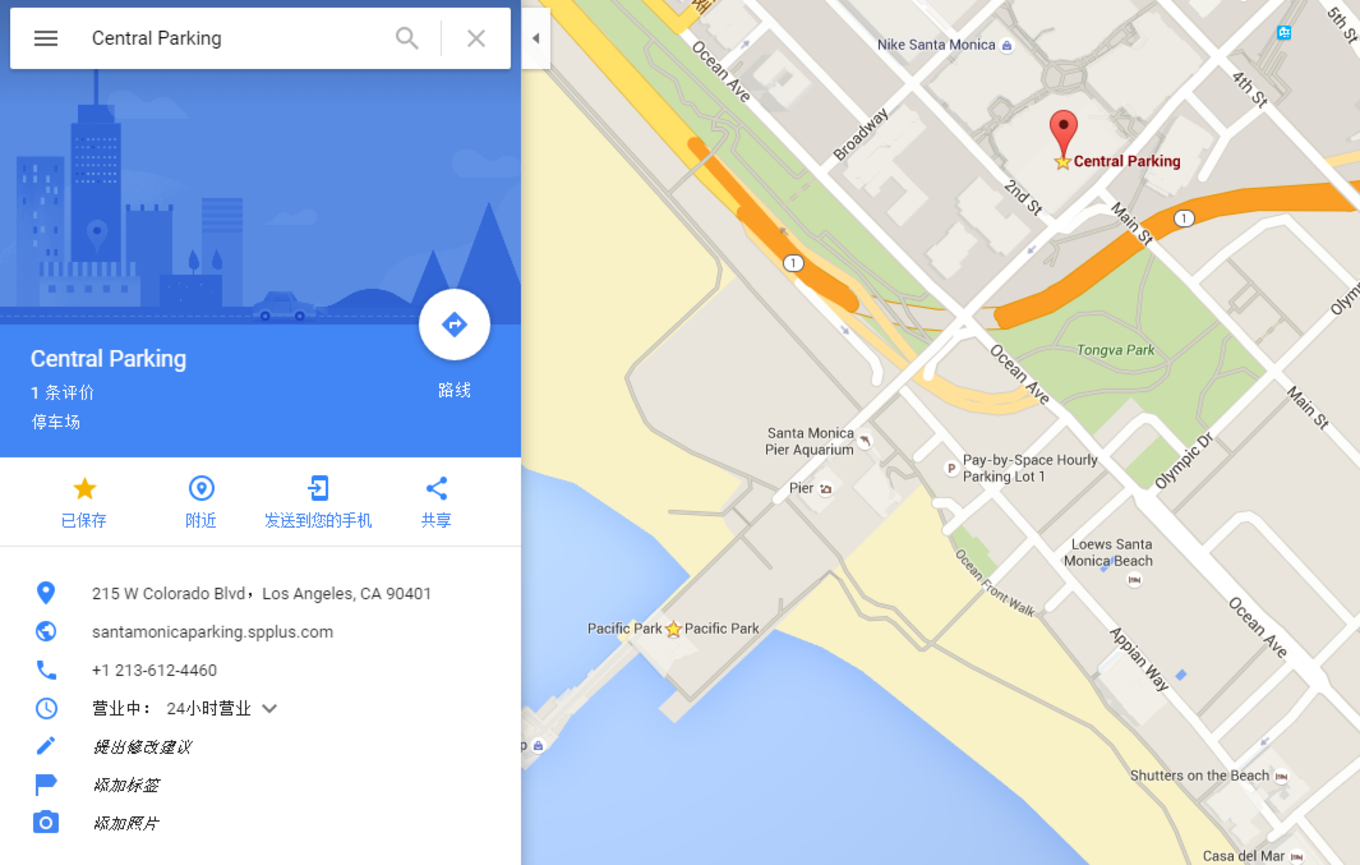 Central Parking
Central Parking
1 条评价
停车场
路线
已保存
附近
发送到您的手机
共享
215 W Colorado Blvd，Los Angeles, CA 90401
santamonicaparking.spplus.com
+1 213-612-4460
营业中： 24小时营业
提出修改建议
添加标签
添加照片
Ocean Ave
Nike Santa Monica
5th St
4th St
Broadway
Central Parking
2nd St
Main St
1
1
Tongva Park
Ocean Ave
Main St
Santa Monica
Pier Aquarium
Pay-by-Space Hourly
Parking Lot 1
P
Olympic Dr
Pier
Loews Santa
Monica Beach
Ocean Front Walk
Pacific Park
Pacific Park
Ocean Ave
Appian Way
Shutters on the Beach
Casa del Mar